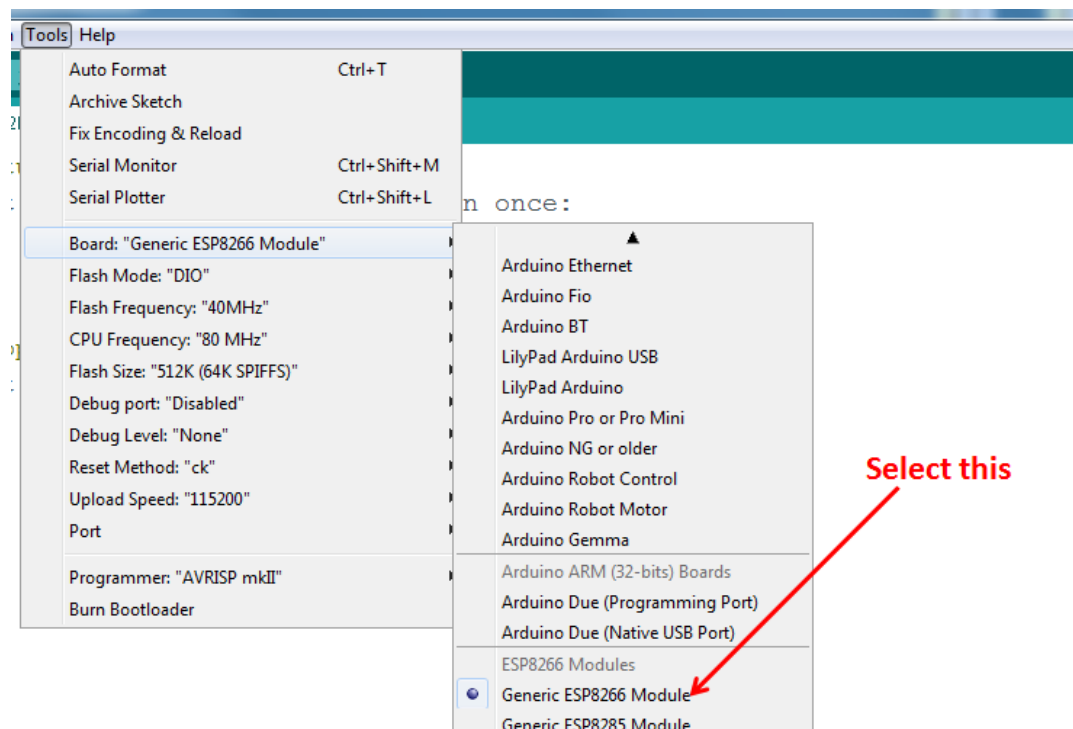 Tools Help
Auto Format Ctrl+T
Archive Sketch
Fix Encoding & Reload
Serial Monitor Ctrl+Shift+M
Serial Plotter Ctrl+Shift+L
n once:
Board: "Generic ESP8266 Module"
Flash Mode: "DIO"
Flash Frequency: "40MHz"
CPU Frequency: "80 MHz"
Flash Size: "512K (64K SPIFFS)"
Debug port: "Disabled"
Debug Level: "None"
Reset Method: "ck"
Upload Speed: "115200"
Port
Programmer: "AVRISP mkII"
Burn Bootloader
Arduino Ethernet
Arduino Fio
Arduino BT
LilyPad Arduino USB
LilyPad Arduino
Arduino Pro or Pro Mini
Arduino NG or older
Arduino Robot Control
Arduino Robot Motor
Arduino Gemma
Arduino ARM (32-bits) Boards
Arduino Due (Programming Port)
Arduino Due (Native USB Port)
ESP8266 Modules
Generic ESP8266 Module
Generic ESP8285 Module
Select this